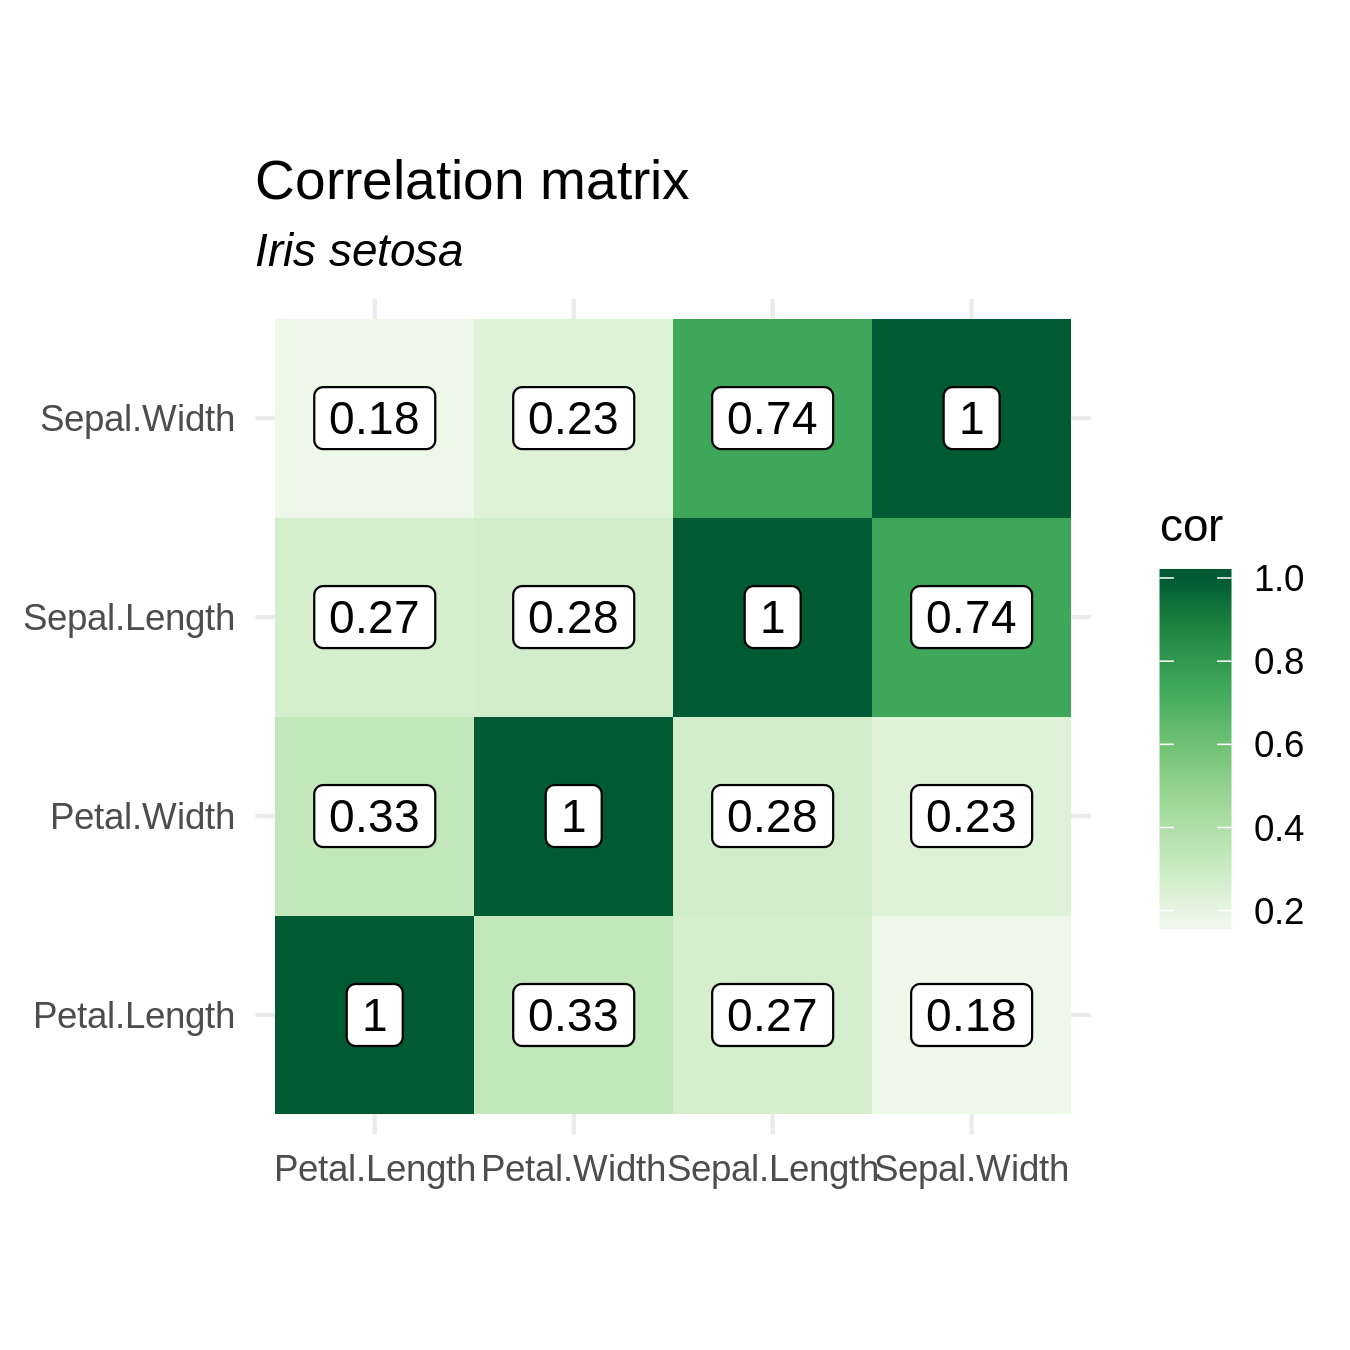 Correlation matrix
Iris setosa
Sepal.Width 0.18 0.23 0.74 1
Sepal.Length 0.27 0.28 1 0.74
Petal.Width 0.33 1 0.28 0.23
Petal.Length 1 0.33 0.27 0.18
Petal.Length Petal.Width Sepal.Length Sepal.Width
cor
1.0
0.8
0.6
0.4
0.2